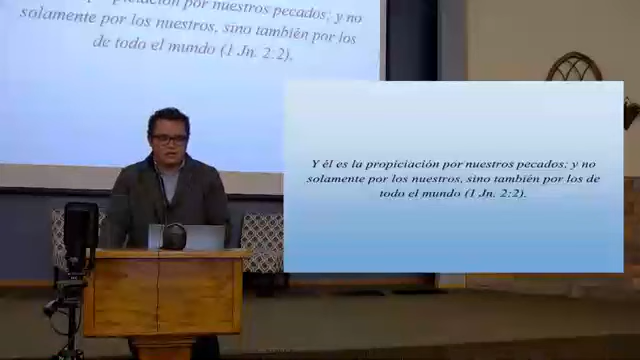 propiciación por nuestros pecados; y no
solamente por los nuestros, sino también por los
de todo el mundo (1 Jn. 2:2).
Y él es la propiciación por nuestros pecados; y no
solamente por los nuestros, sino también por los de
todo el mundo (1 Jn. 2:2).